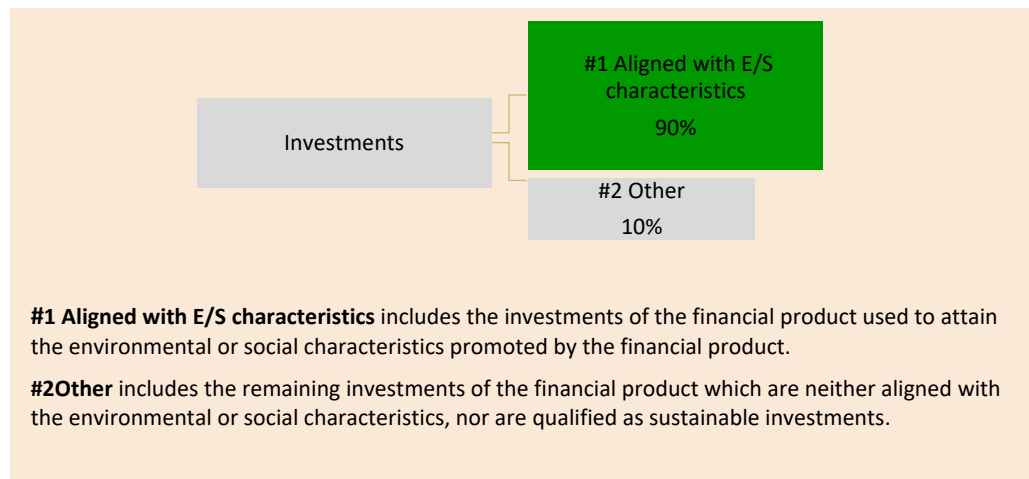 #1 Aligned with E/S
characteristics
90%
Investments
#2 Other
10%
#1 Aligned with E/S characteristics includes the investments of the financial product used to attain
the environmental or social characteristics promoted by the financial product.
#2Other includes the remaining investments of the financial product which are neither aligned with
the environmental or social characteristics, nor are qualified as sustainable investments.